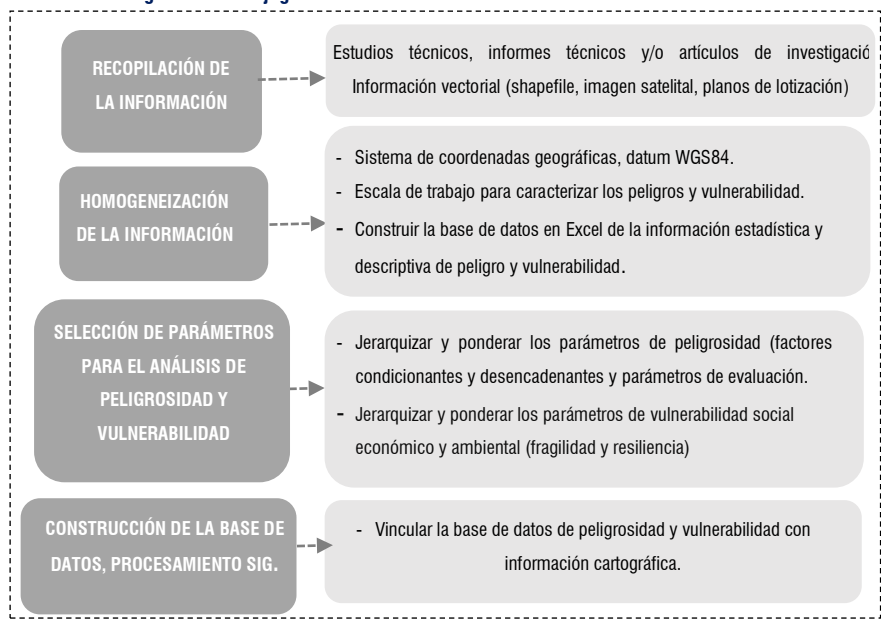 RECOPILACIÓN DE
LA INFORMACIÓN
Estudios técnicos, informes técnicos y/o artículos de investigació
Información vectorial (shapefile, imagen satelital, planos de lotización)
HOMOGENEIZACIÓN
DE LA INFORMACIÓN
- Sistema de coordenadas geográficas, datum WGS84.
- Escala de trabajo para caracterizar los peligros y vulnerabilidad.
- Construir la base de datos en Excel de la información estadística y
descriptiva de peligro y vulnerabilidad.
SELECCIÓN DE PARÁMETROS
PARA EL ANÁLISIS DE
PELIGROSIDAD Y
VULNERABILIDAD
- Jerarquizar y ponderar los parámetros de peligrosidad (factores
condicionantes y desencadenantes y parámetros de evaluación.
- Jerarquizar y ponderar los parámetros de vulnerabilidad social
económico y ambiental (fragilidad y resiliencia)
CONSTRUCCIÓN DE LA BASE DE
DATOS, PROCESAMIENTO SIG.
- Vincular la base de datos de peligrosidad y vulnerabilidad con
información cartográfica.